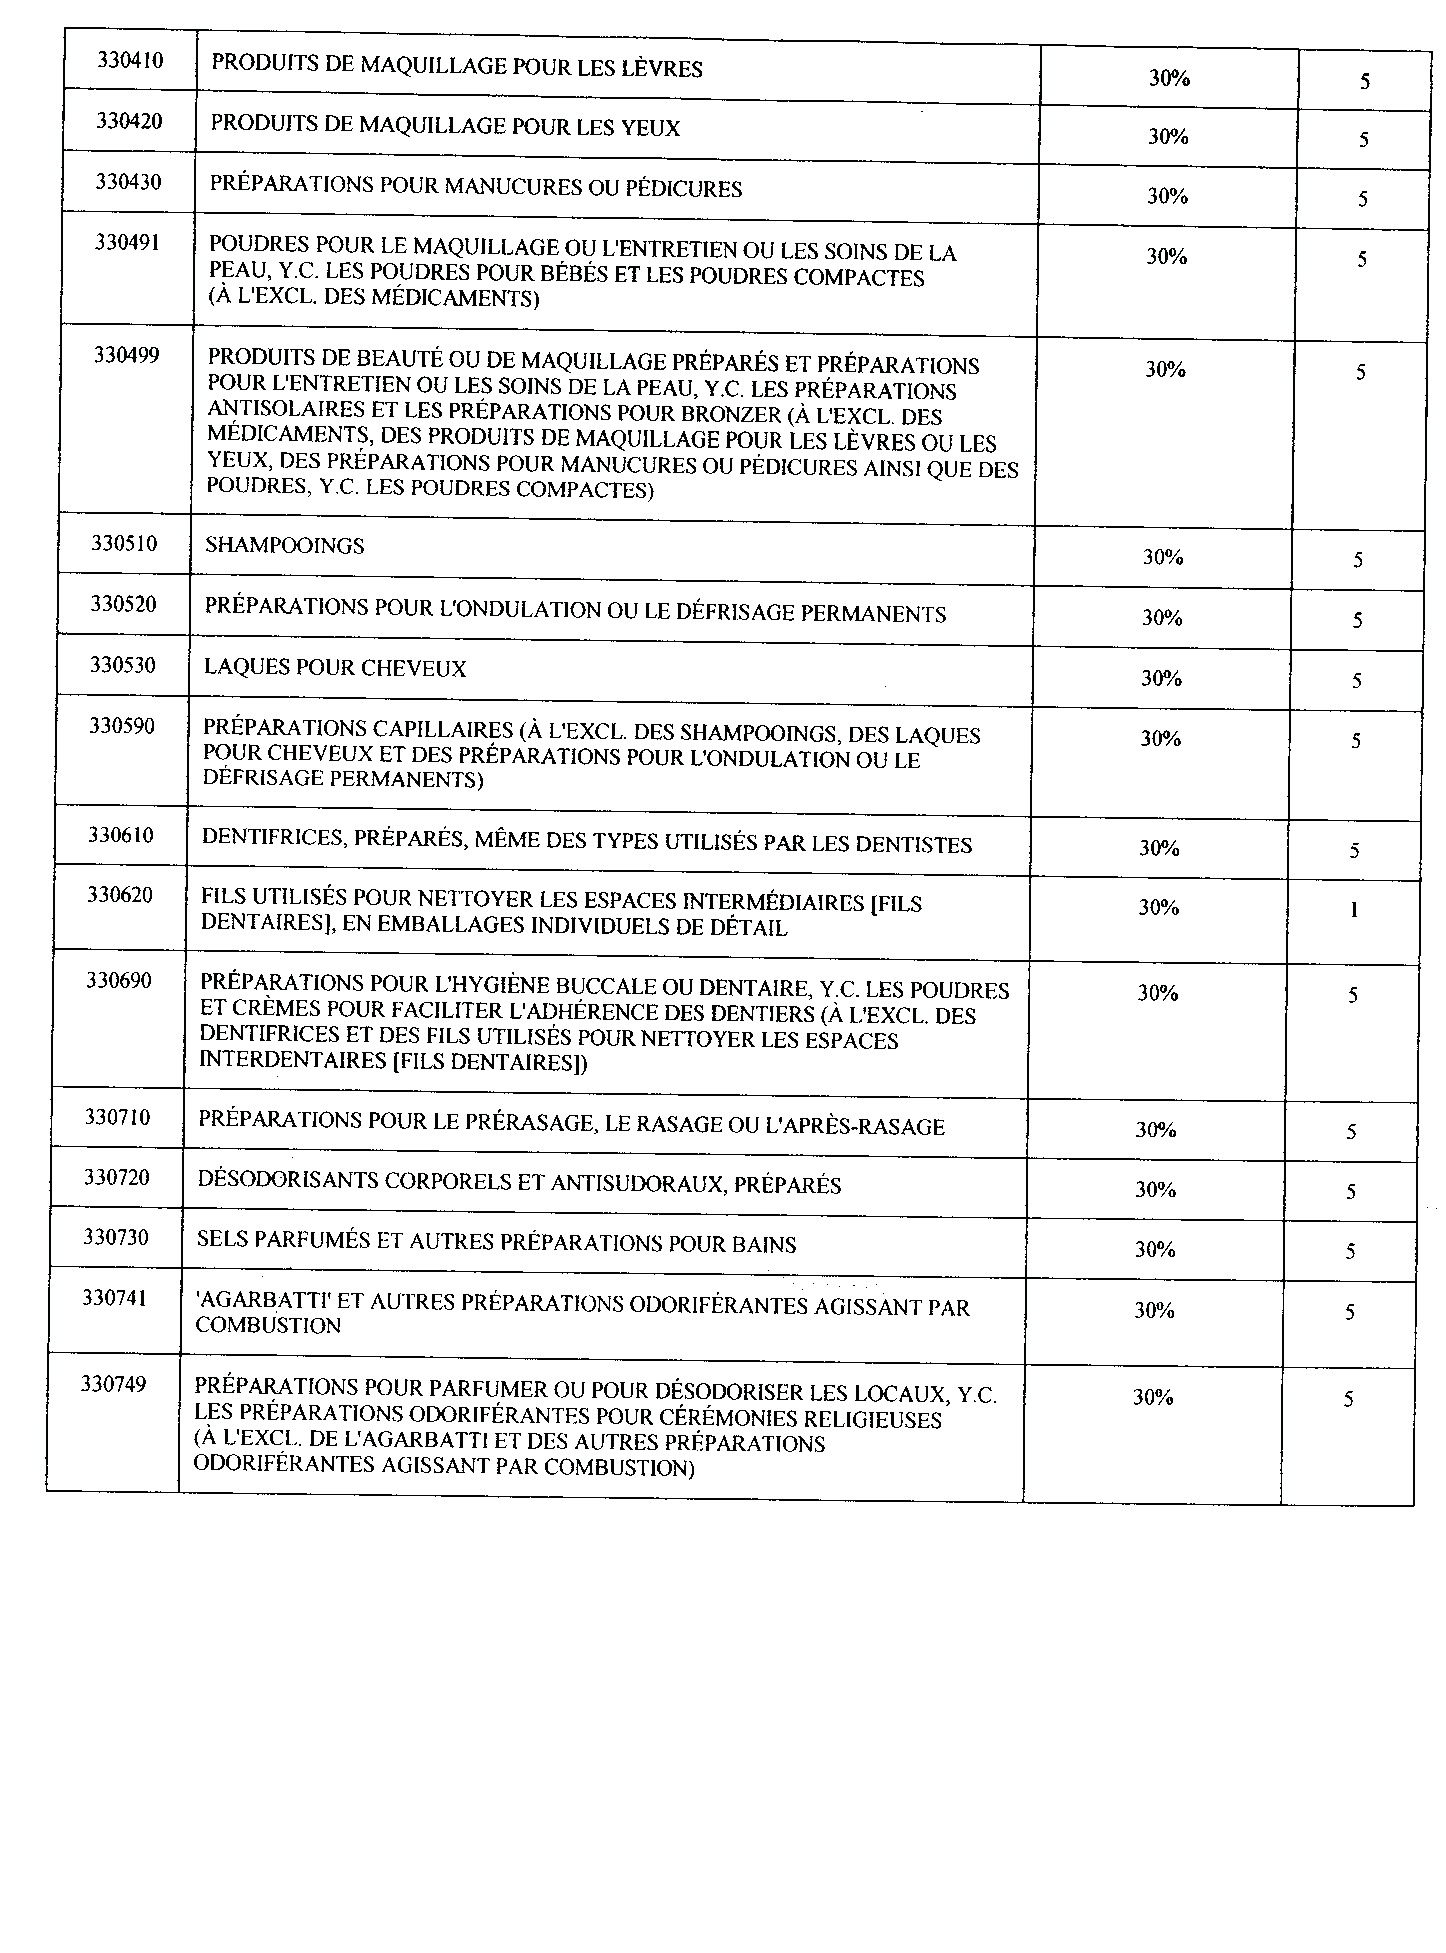 330410 PRODUITS DE MAQUILLAGE POUR LES LÈVRES 30% 5
330420 PRODUITS DE MAQUILLAGE POUR LES YEUX 30% 5
330430 PRÉPARATIONS POUR MANUCURES OU PÉDICURES 30% 5
330491 POUDRES POUR LE MAQUILLAGE OU L'ENTRETIEN OU LES SOINS DE LA 30% 5
PEAU, Y.C. LES POUDRES POUR BÉBÉS ET LES POUDRES COMPACTES
(À L'EXCL. DES MÉDICAMENTS)
330499 PRODUITS DE BEAUTÉ OU DE MAQUILLAGE PRÉPARÉS ET PRÉPARATIONS 30% 5
POUR L'ENTRETIEN OU LES SOINS DE LA PEAU, Y.C. LES PRÉPARATIONS
ANTISOLAIRES ET LES PRÉPARATIONS POUR BRONZER (À L'EXCL. DES
MÉDICAMENTS, DES PRODUITS DE MAQUILLAGE POUR LES LÈVRES OU LES
YEUX, DES PRÉPARATIONS POUR MANUCURES OU PÉDICURES AINSI QUE DES
POUDRES, Y.C. LES POUDRES COMPACTES)
330510 SHAMPOOINGS 30% 5
330520 PRÉPARATIONS POUR L'ONDULATION OU LE DÉFRISAGE PERMANENTS 30% 5
330530 LAQUES POUR CHEVEUX 30% 5
330590 PRÉPARATIONS CAPILLAIRES (À L'EXCL. DES SHAMPOOINGS, DES LAQUES 30% 5
POUR CHEVEUX ET DES PRÉPARATIONS POUR L'ONDULATION OU LE
DÉFRISAGE PERMANENTS)
330610 DENTIFRICES, PRÉPARÉS, MÊME DES TYPES UTILISÉS PAR LES DENTISTES 30% 5
330620 FILS UTILISÉS POUR NETTOYER LES ESPACES INTERMÉDIAIRES [FILS 30% 1
DENTAIRES], EN EMBALLAGES INDIVIDUELS DE DÉTAIL
330690 PRÉPARATIONS POUR L'HYGIÈNE BUCCALE OU DENTAIRE, Y.C. LES POUDRES 30% 5
ET CRÈMES POUR FACILITER L'ADHÉRENCE DES DENTIERS (À L'EXCL. DES
DENTIFRICES ET DES FILS UTILISÉS POUR NETTOYER LES ESPACES
INTERDENTAIRES [FILS DENTAIRES])
330710 PRÉPARATIONS POUR LE PRÉRASAGE, LE RASAGE OU L'APRÈS-RASAGE 30% 5
330720 DÉSODORISANTS CORPORELS ET ANTISUDORAUX, PRÉPARÉS 30% 5
330730 SELS PARFUMÉS ET AUTRES PRÉPARATIONS POUR BAINS 30% 5
330741 'AGARBATTI' ET AUTRES PRÉPARATIONS ODORIFÉRANTES AGISSANT PAR 30% 5
COMBUSTION
330749 PRÉPARATIONS POUR PARFUMER OU POUR DÉSODORISER LES LOCAUX, Y.C. 30% 5
LES PRÉPARATIONS ODORIFÉRANTES POUR CÉRÉMONIES RELIGIEUSES
(À L'EXCL. DE L'AGARBATTI ET DES AUTRES PRÉPARATIONS
ODORIFÉRANTES AGISSANT PAR COMBUSTION)